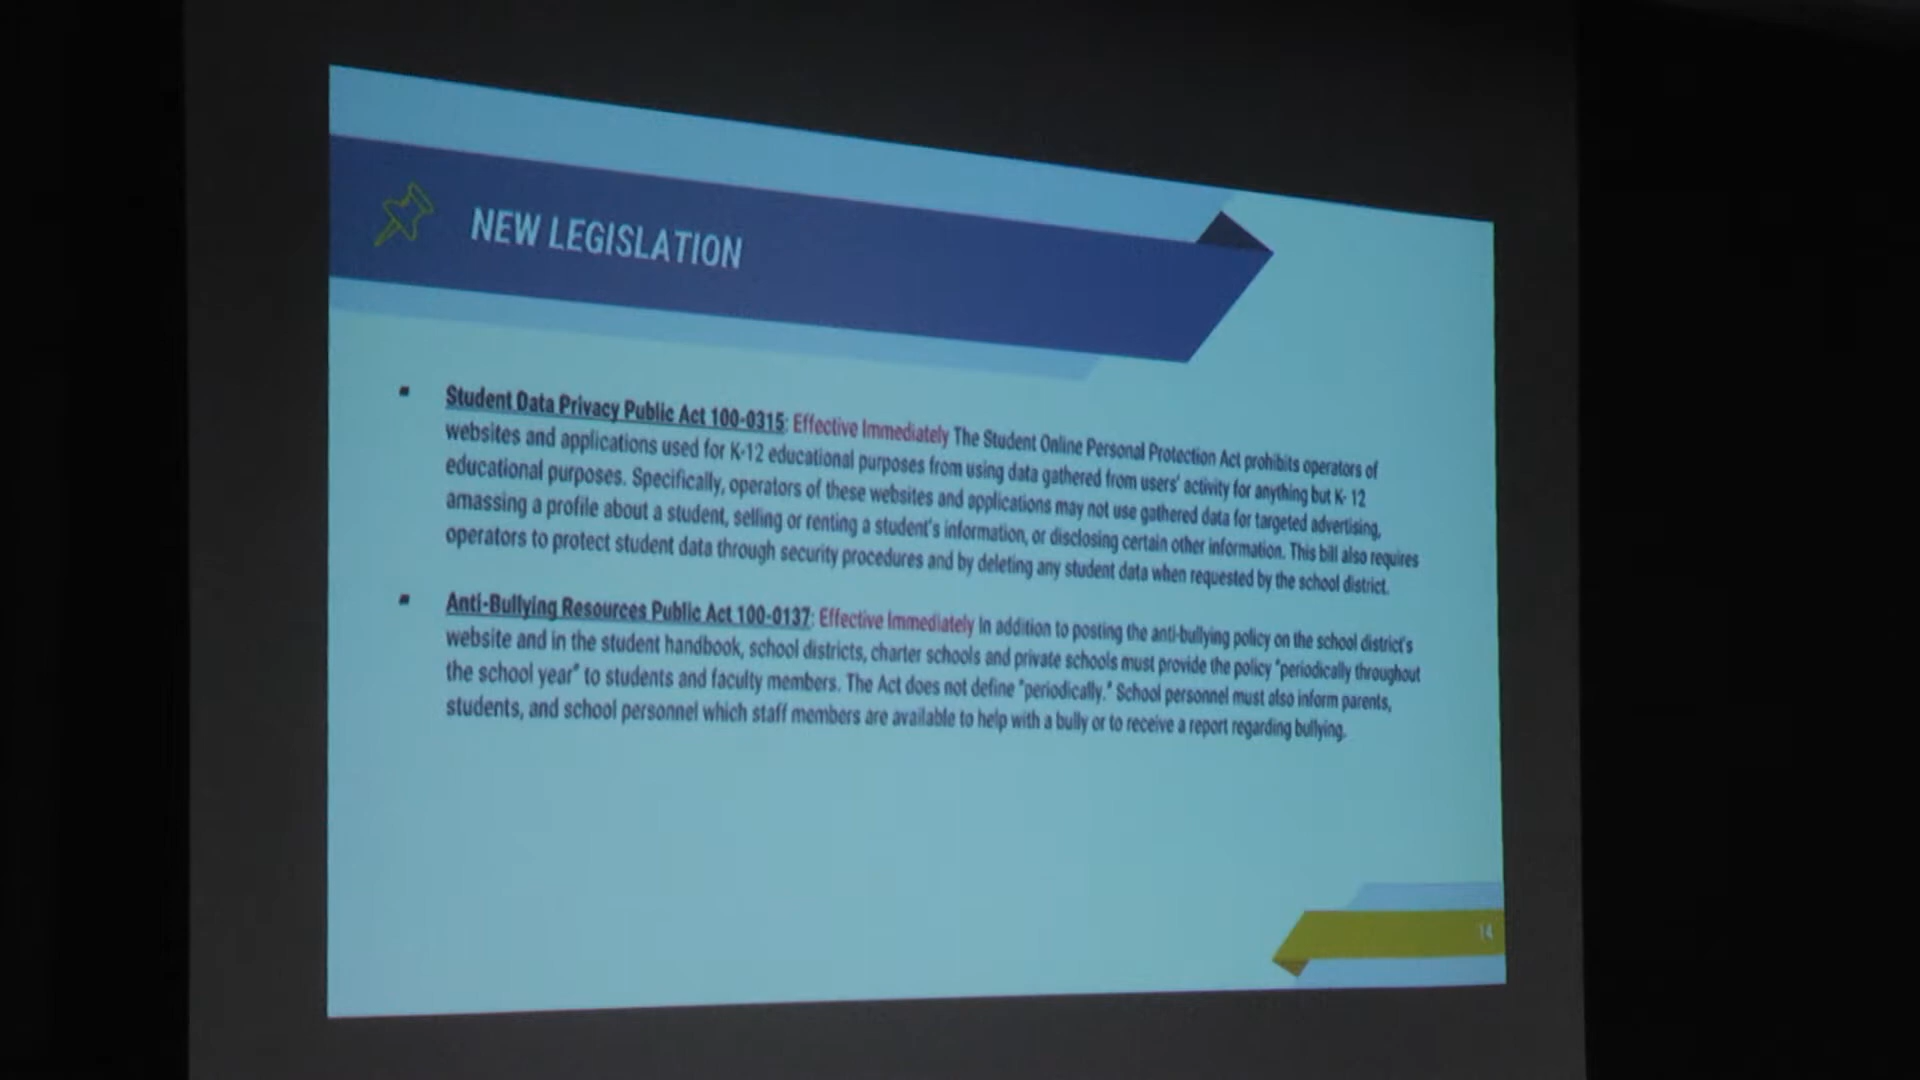 NEW LEGISLATION
▪ Student Data Privacy Public Act 100-0315: Effective Immediately The Student Online Personal Protection Act prohibits operators of
websites and applications used for K-12 educational purposes from using data gathered from users' activity for anything but K- 12
educational purposes. Specifically, operators of these websites and applications may not use gathered data for targeted advertising,
amassing a profile about a student, selling or renting a student's information, or disclosing certain other information. This bill also requires
operators to protect student data through security procedures and by deleting any student data when requested by the school district.
▪ Anti-Bullying Resources Public Act 100-0137: Effective Immediately In addition to posting the anti-bullying policy on the school district's
website and in the student handbook, school districts, charter schools and private schools must provide the policy "periodically throughout
the school year" to students and faculty members. The Act does not define "periodically." School personnel must also inform parents,
students, and school personnel which staff members are available to help with a bully or to receive a report regarding bullying.
14